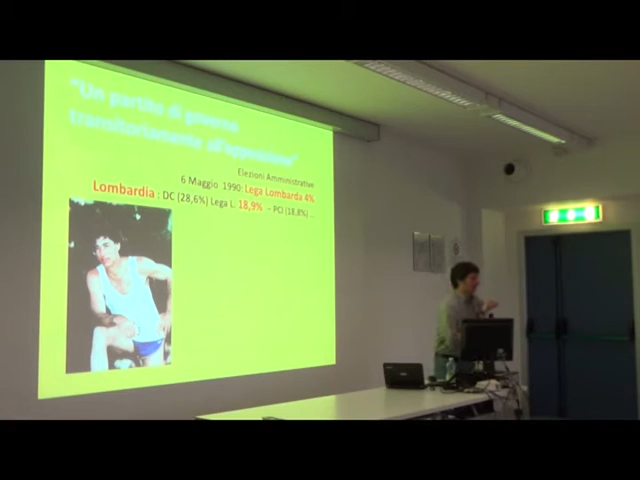 "Un partito di governo
transitoriamente all'opposizione"
Elezioni Amministrative
6 Maggio 1990: Lega Lombarda 4%
Lombardia : DC (28,6%) Lega L. 18,9% – PCI (18,8%) ..